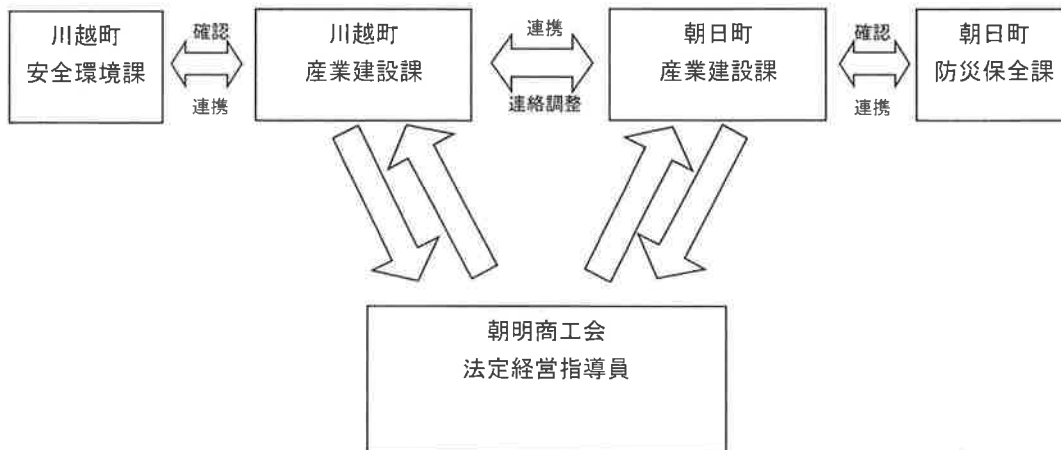 川越町
安全環境課
確認
連携
川越町
産業建設課
連携
連絡調整
朝日町
産業建設課
確認
連携
朝日町
防災保全課
朝明商工会
法定経営指導員